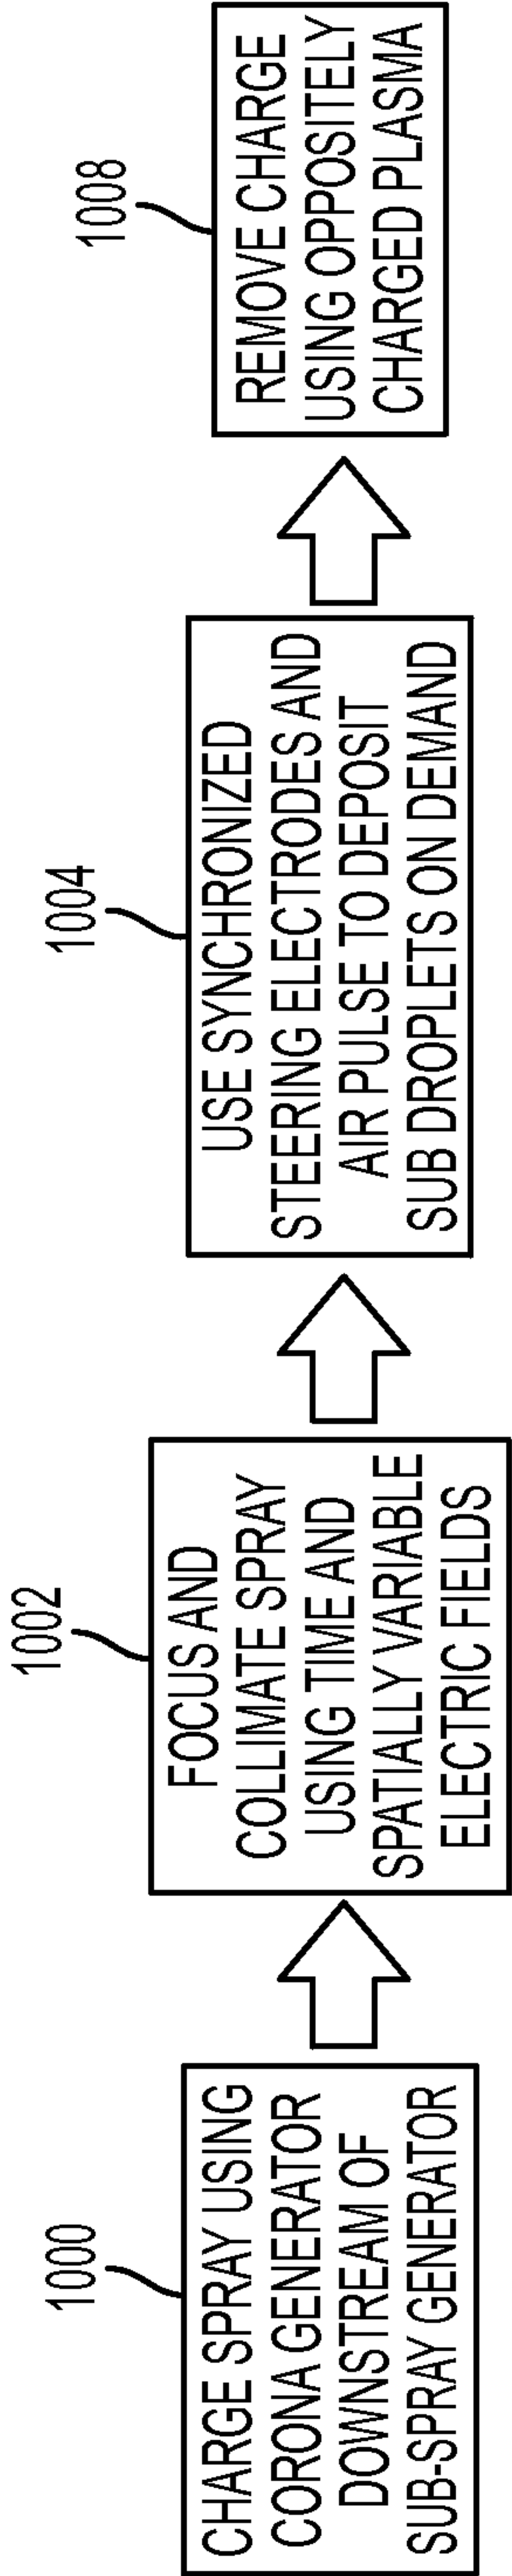 1000
CHARGE SPRAY USING
CORONA GENERATOR
DOWNSTREAM OF
SUB-SPRAY GENERATOR
1002
FOCUS AND
COLLIMATE SPRAY
USING TIME AND
SPATIALLY VARIABLE
ELECTRIC FIELDS
1004
USE SYNCHRONIZED
STEERING ELECTRODES AND
AIR PULSE TO DEPOSIT
SUB DROPLETS ON DEMAND
1008
REMOVE CHARGE
USING OPPOSITELY
CHARGED PLASMA